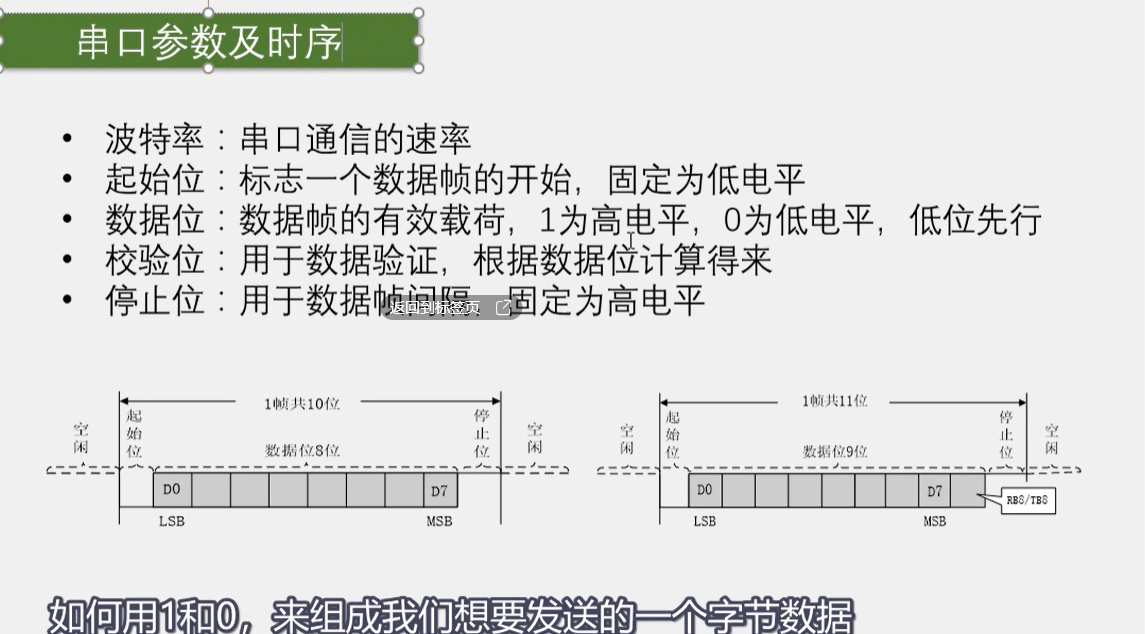 串口参数及时序
• 波特率：串口通信的速率
• 起始位：标志一个数据帧的开始，固定为低电平
• 数据位：数据帧的有效载荷，1为高电平，0为低电平，低位先行
• 校验位：用于数据验证，根据数据位计算得来
• 停止位：用于数据帧间隔，固定为高电平
返回到标签页
1帧共10位
空闲
起始位
数据位8位
停止位
空闲
D0
D7
LSB
MSB
1帧共11位
空闲
起始位
数据位9位
停止位
空闲
D0
D7
RB8/TB8
LSB
MSB
如何用1和0，来组成我们想要发送的一个字节数据